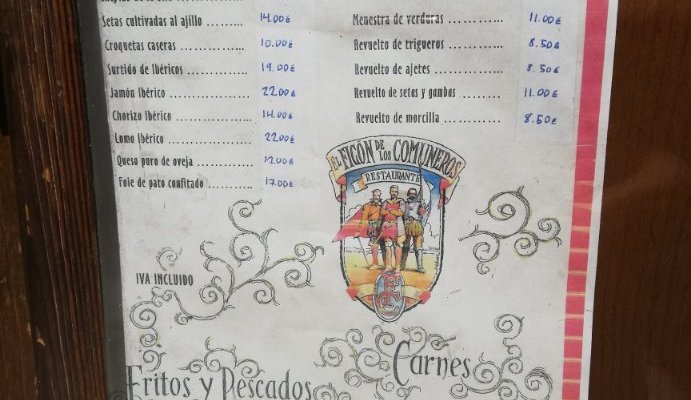 Setas cultivadas al ajillo ......... 14.00€
Croquetas caseras ................ 10.00€
Surtido de Ibéricos ................ 19.00€
Jamón Ibérico ..................... 22.00€
Chorizo Ibérico .................... 14.00€
Lomo Ibérico ...................... 22.00€
Queso puro de oveja ............. 12.00€
Foie de pato confitado .......... 17.00€
IVA INCLUIDO
Menestra de verduras ............. 11.00€
Revuelto de trigueros ............. 8.50€
Revuelto de ajetes ................. 8.50€
Revuelto de setas y gambas ...... 11.00€
Revuelto de morcilla ............... 8.50€
EL FIGON DE LOS COMUNEROS
RESTAURANTE
Fritos y Pescados
Carnes